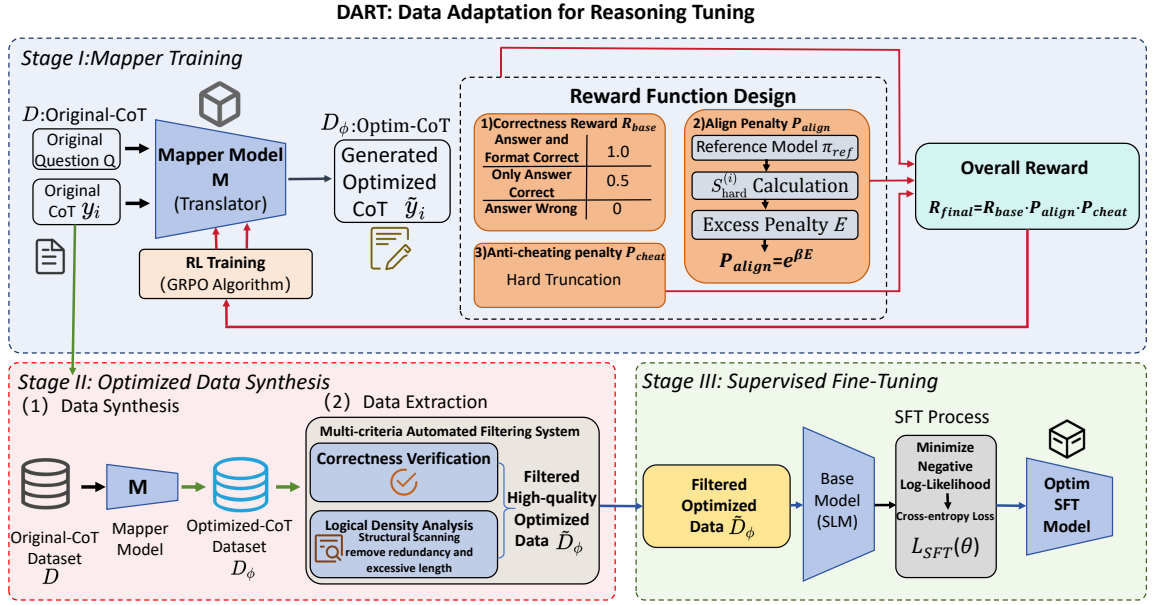 DART: Data Adaptation for Reasoning Tuning
Stage I:Mapper Training
D:Original-CoT
Original
Question Q
Original
CoT y_i
Mapper Model
M
(Translator)
RL Training
(GRPO Algorithm)
D_ϕ:Optim-CoT
Generated
Optimized
CoT ỹ_i
Reward Function Design
1)Correctness Reward R_base
Answer and
Format Correct
1.0
Only Answer
Correct
0.5
Answer Wrong
0
3)Anti-cheating penalty P_cheat
Hard Truncation
2)Align Penalty P_align
Reference Model π_ref
S_hard^(i) Calculation
Excess Penalty E
P_align=e^βE
Overall Reward
R_final=R_base·P_align·P_cheat
Stage II: Optimized Data Synthesis
(1) Data Synthesis
Original-CoT
Dataset
D
M
Mapper
Model
Optimized-CoT
Dataset
D_ϕ
(2) Data Extraction
Multi-criteria Automated Filtering System
Correctness Verification
Logical Density Analysis
Structural Scanning
remove redundancy and
excessive length
Filtered
High-quality
Optimized
Data D̃_ϕ
Stage III: Supervised Fine-Tuning
Filtered
Optimized
Data D̃_ϕ
Base
Model
(SLM)
SFT Process
Minimize
Negative
Log-Likelihood
Cross-entropy Loss
L_SFT(θ)
Optim
SFT
Model